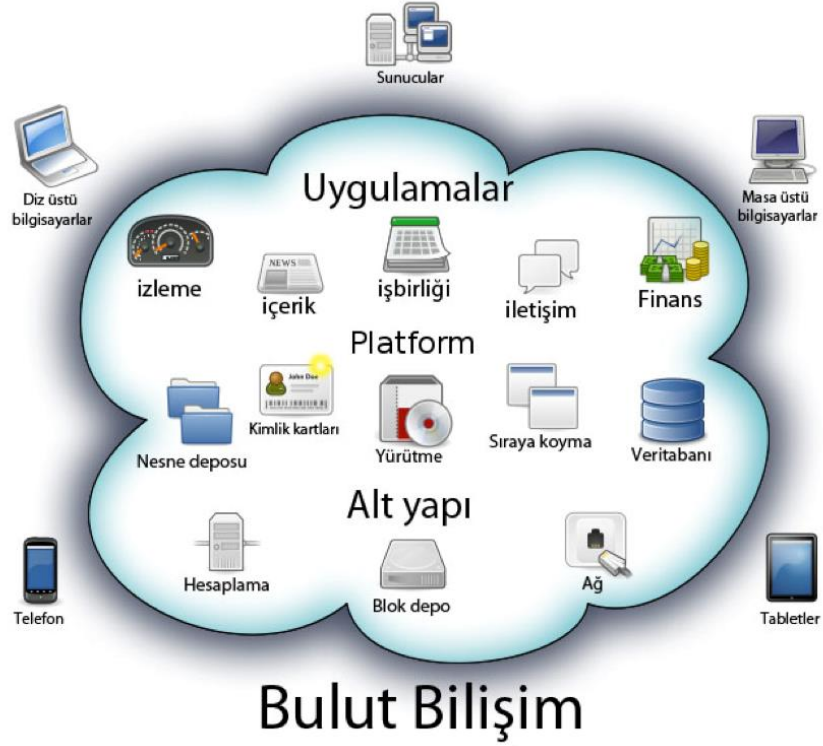 Sunucular
Diz üstü
bilgisayarlar
Masa üstü
bilgisayarlar
Uygulamalar
izleme
NEWS
içerik
işbirliği
iletişim
Finans
Platform
Nesne deposu
John Doe
Kimlik kartları
Yürütme
Sıraya koyma
Veritabanı
Alt yapı
Hesaplama
Blok depo
Ağ
Telefon
Tabletler
Bulut Bilişim